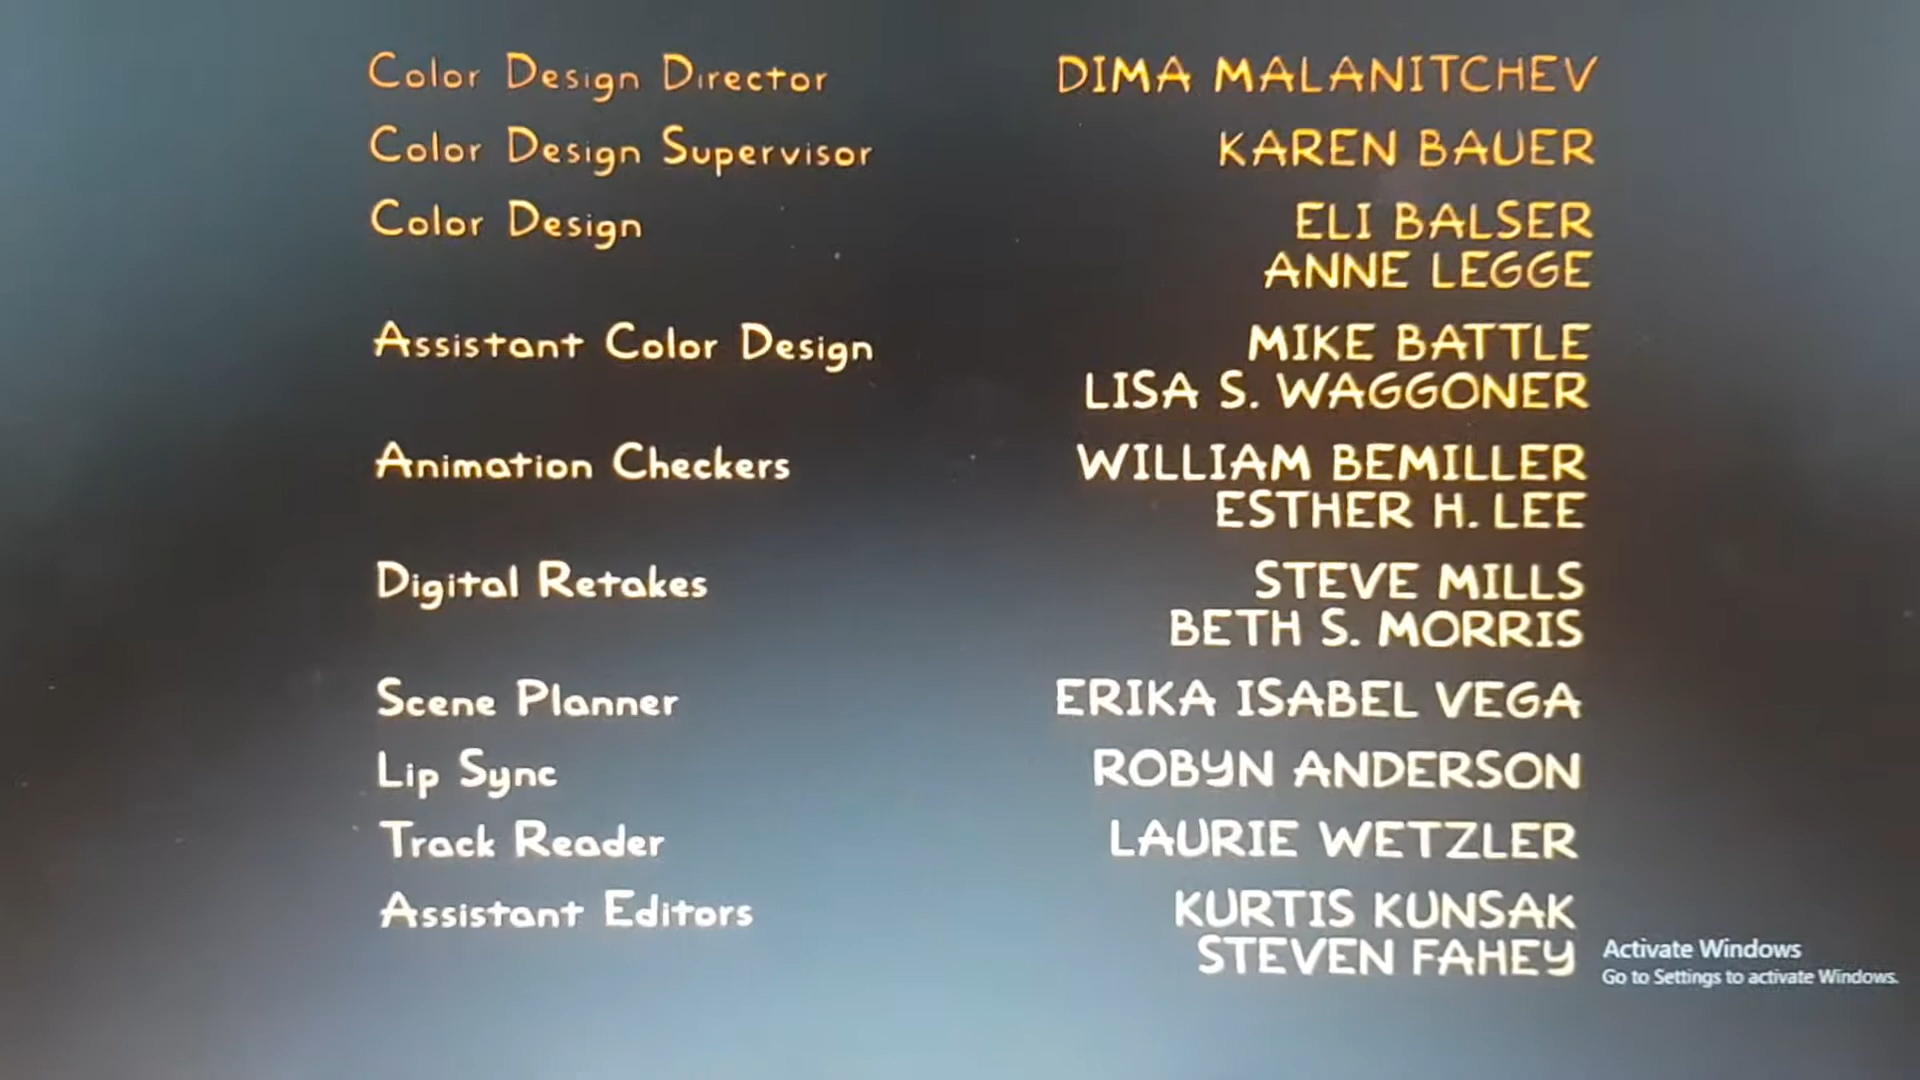 Color Design Director DIMA MALANITCHEV
Color Design Supervisor KAREN BAUER
Color Design ELI BALSER
ANNE LEGGE
Assistant Color Design MIKE BATTLE
LISA S. WAGGONER
Animation Checkers WILLIAM BEMILLER
ESTHER H. LEE
Digital Retakes STEVE MILLS
BETH S. MORRIS
Scene Planner ERIKA ISABEL VEGA
Lip Sync ROBYN ANDERSON
Track Reader LAURIE WETZLER
Assistant Editors KURTIS KUNSAK
STEVEN FAHEY
Activate Windows
Go to Settings to activate Windows.